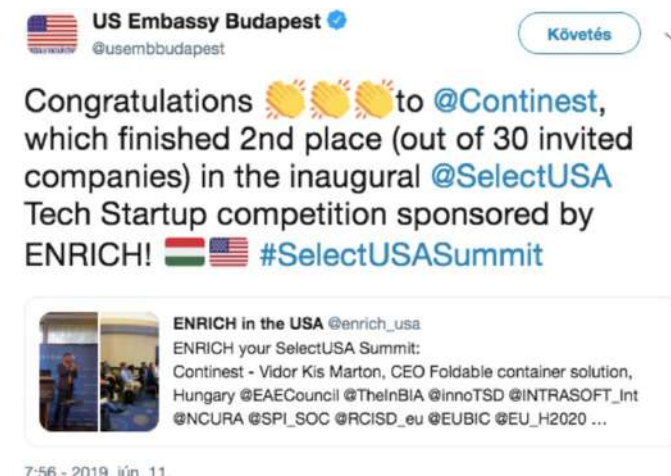 US Embassy Budapest
@usembbudapest
Követés
Congratulations 👏👏👏to @Continest,
which finished 2nd place (out of 30 invited
companies) in the inaugural @SelectUSA
Tech Startup competition sponsored by
ENRICH! 🇭🇺🇺🇸 #SelectUSASummit
ENRICH in the USA @enrich_usa
ENRICH your SelectUSA Summit:
Continest - Vidor Kis Marton, CEO Foldable container solution,
Hungary @EAECouncil @TheInBIA @innoTSD @INTRASOFT_Int
@NCURA @SPI_SOC @RCISD_eu @EUBIC @EU_H2020 ...
7:56 - 2019. jún. 11.